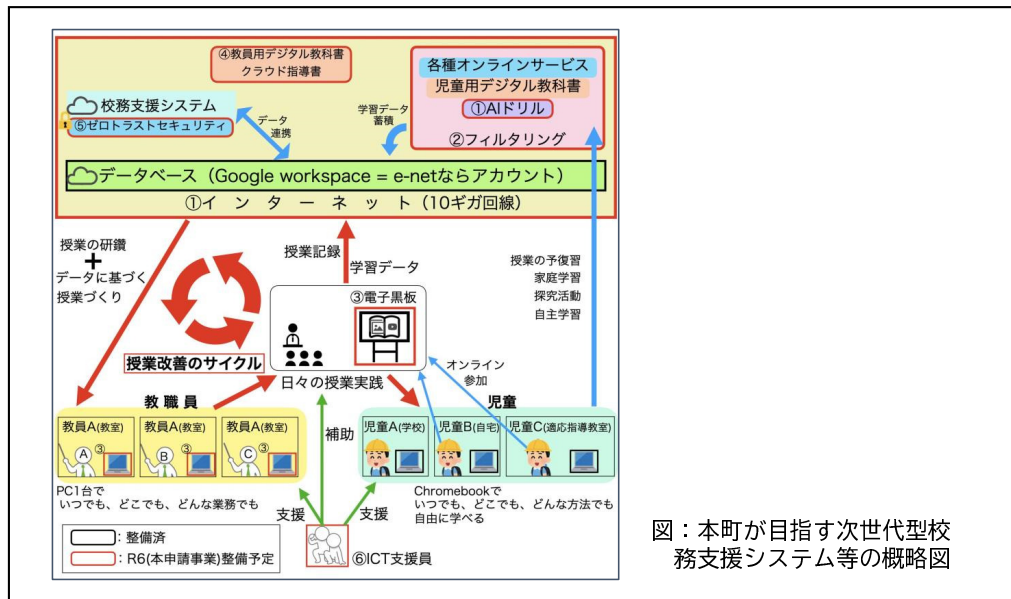 ④教員用デジタル教科書
クラウド指導書
各種オンラインサービス
児童用デジタル教科書
①AIドリル
②フィルタリング
校務支援システム
⑤ゼロトラストセキュリティ
データ
連携
学習データ
蓄積
データベース（Google workspace = e-netならアカウント）
①インターネット（10ギガ回線）
授業の研鑽
＋
データに基づく
授業づくり
授業記録
学習データ
授業の予復習
家庭学習
探究活動
自主学習
③電子黒板
授業改善のサイクル
日々の授業実践
オンライン
参加
教職員
児童
教員A(教室)
教員A(教室)
教員A(教室)
A
③
B
③
C
③
補助
児童A(学校)
児童B(自宅)
児童C(適応指導教室)
PC1台で
いつでも、どこでも、どんな業務でも
Chromebookで
いつでも、どこでも、どんな方法でも
自由に学べる
支援
支援
：整備済
：R6(本申請事業)整備予定
⑥ICT支援員
図：本町が目指す次世代型校
務支援システム等の概略図